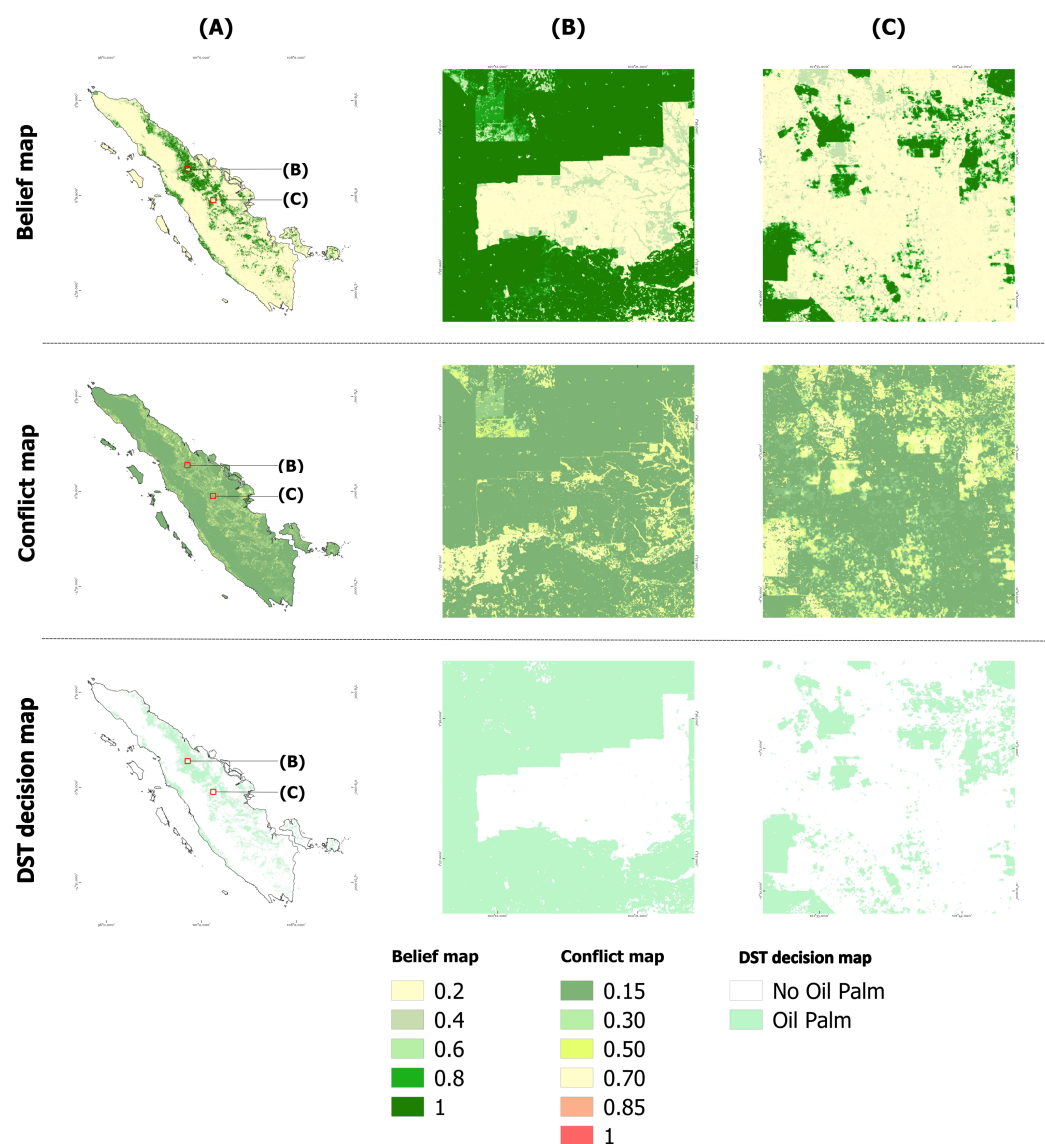 (A)
(B)
(C)
Belief map
(B)
(C)
Conflict map
(B)
(C)
DST decision map
(B)
(C)
Belief map
0.2
0.4
0.6
0.8
1
Conflict map
0.15
0.30
0.50
0.70
0.85
1
DST decision map
No Oil Palm
Oil Palm